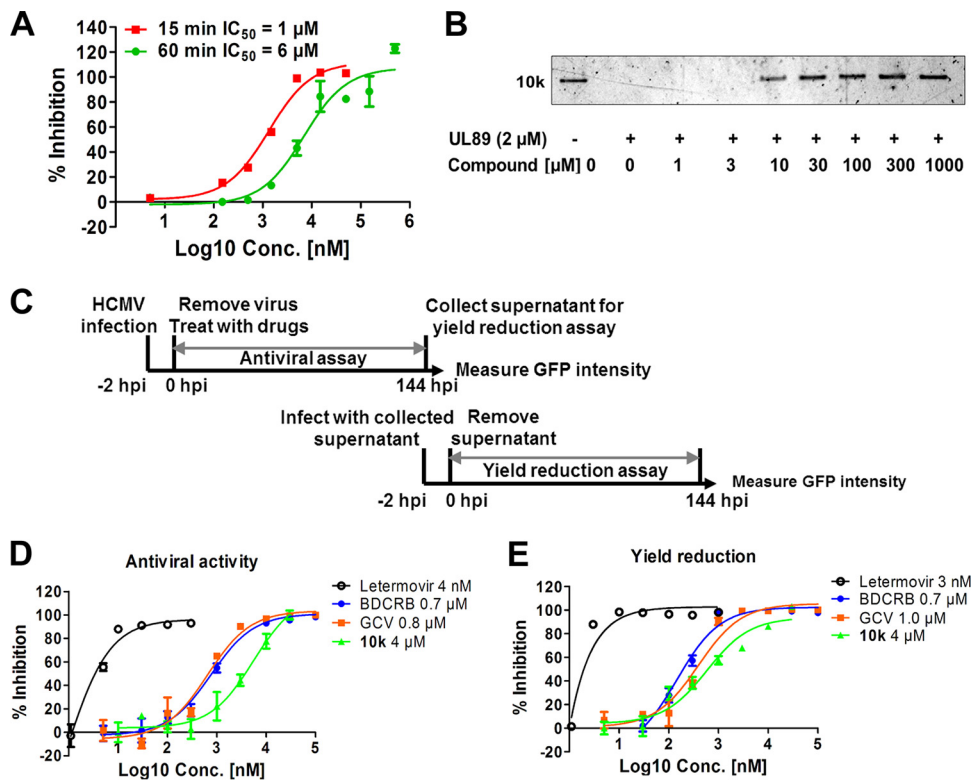 A
15 min IC50 = 1 µM
60 min IC50 = 6 µM
% Inhibition
140
120
100
80
60
40
20
0
-20
1 2 3 4 5 6
Log10 Conc. [nM]
B
10k
UL89 (2 µM) - + + + + + + + +
Compound [µM] 0 0 1 3 10 30 100 300 1000
C
HCMV infection
Remove virus
Treat with drugs
Collect supernatant for
yield reduction assay
Antiviral assay
Measure GFP intensity
-2 hpi 0 hpi 144 hpi
Infect with collected supernatant
Remove supernatant
Yield reduction assay
Measure GFP intensity
-2 hpi 0 hpi 144 hpi
D
Antiviral activity
Letermovir 4 nM
BDCRB 0.7 µM
GCV 0.8 µM
10k 4 µM
% Inhibition
120
100
80
60
40
20
0
-20
1 2 3 4 5
Log10 Conc. [nM]
E
Yield reduction
Letermovir 3 nM
BDCRB 0.7 µM
GCV 1.0 µM
10k 4 µM
% Inhibition
120
100
80
60
40
20
0
-20
1 2 3 4 5
Log10 Conc. [nM]